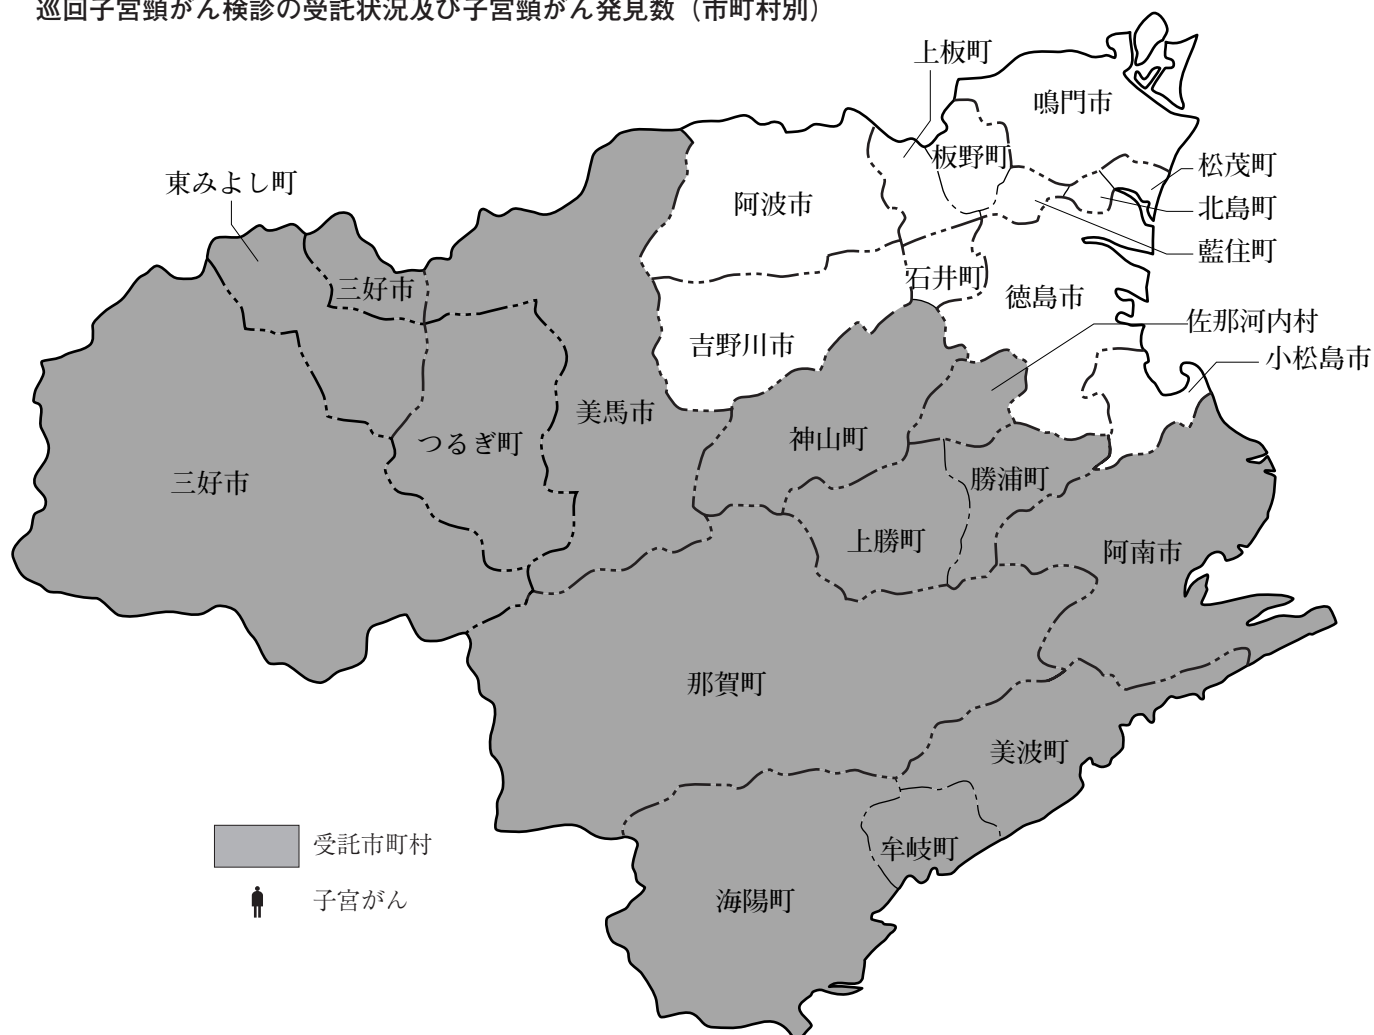 巡回子宮頸がん検診の受託状況及び子宮頸がん発見数（市町村別）
上板町
鳴門市
板野町
松茂町
東みよし町
阿波市
北島町
藍住町
石井町
三好市
徳島市
佐那河内村
吉野川市
小松島市
美馬市
神山町
つるぎ町
勝浦町
三好市
上勝町
阿南市
那賀町
美波町
受託市町村
牟岐町
子宮がん
海陽町